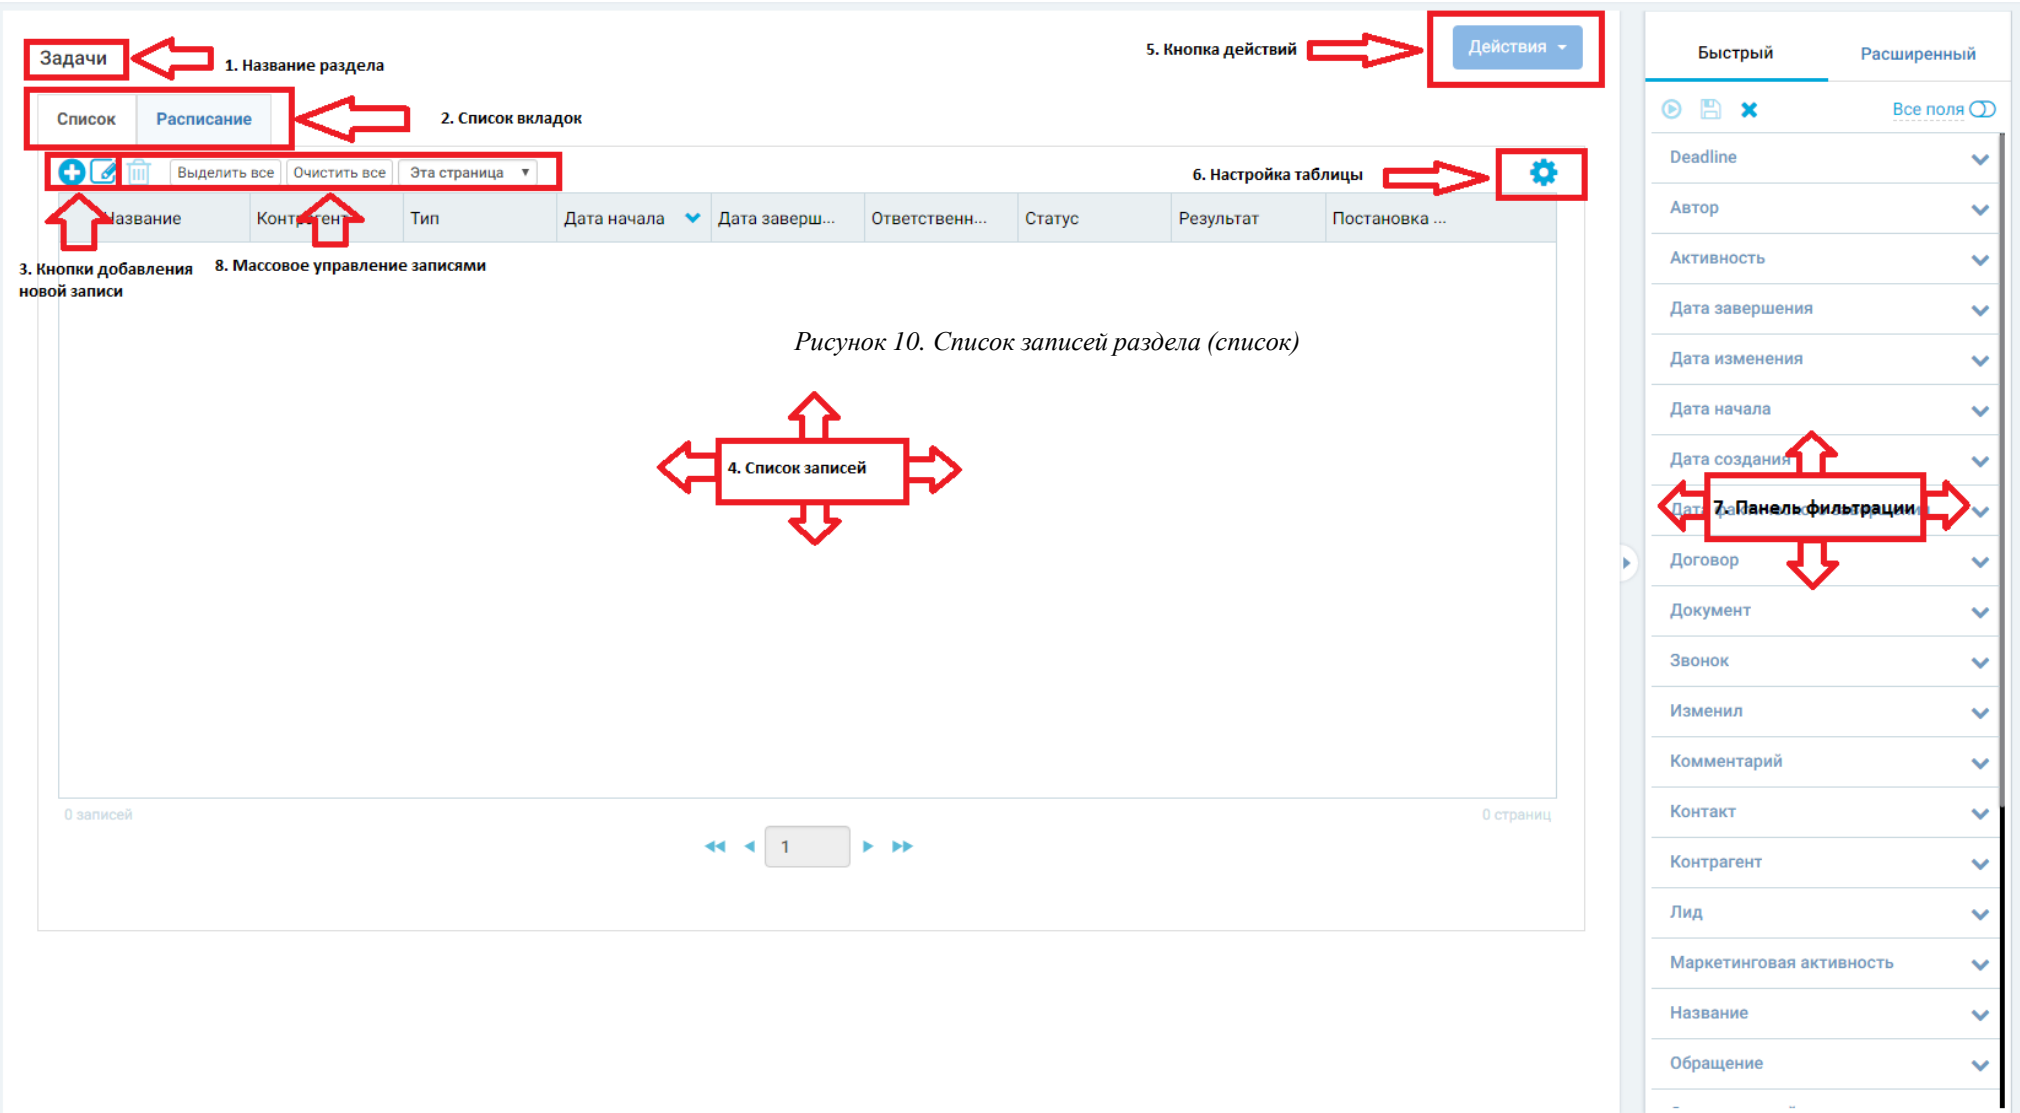 Задачи
1. Название раздела
5. Кнопка действий
Действия
Быстрый
Расширенный
Список
Расписание
2. Список вкладок
Все поля
Выделить все
Очистить все
Эта страница
6. Настройка таблицы
Название
Контрагент
Тип
Дата начала
Дата заверш...
Ответственн...
Статус
Результат
Постановка ...
3. Кнопки добавления
новой записи
8. Массовое управление записями
Рисунок 10. Список записей раздела (список)
4. Список записей
0 записей
0 страниц
1
Deadline
Автор
Активность
Дата завершения
Дата изменения
Дата начала
Дата создания
7. Панель фильтрации
Договор
Документ
Звонок
Изменил
Комментарий
Контакт
Контрагент
Лид
Маркетинговая активность
Название
Обращение